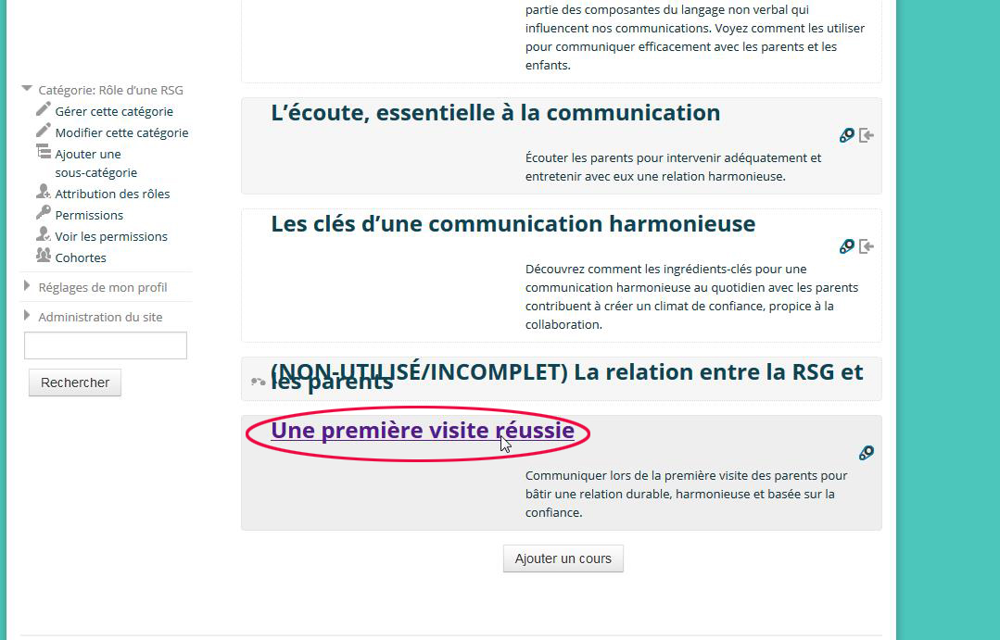 partie des composantes du langage non verbal qui
influencent nos communications. Voyez comment les utiliser
pour communiquer efficacement avec les parents et les
enfants.
Catégorie: Rôle d’une RSG
Gérer cette catégorie
Modifier cette catégorie
Ajouter une
sous-catégorie
Attribution des rôles
Permissions
Voir les permissions
Cohortes
Réglages de mon profil
Administration du site
Rechercher
L’écoute, essentielle à la communication
Écouter les parents pour intervenir adéquatement et
entretenir avec eux une relation harmonieuse.
Les clés d’une communication harmonieuse
Découvrez comment les ingrédients-clés pour une
communication harmonieuse au quotidien avec les parents
contribuent à créer un climat de confiance, propice à la
collaboration.
(NON-UTILISÉ/INCOMPLET) La relation entre la RSG et
les parents
Une première visite réussie
Communiquer lors de la première visite des parents pour
bâtir une relation durable, harmonieuse et basée sur la
confiance.
Ajouter un cours